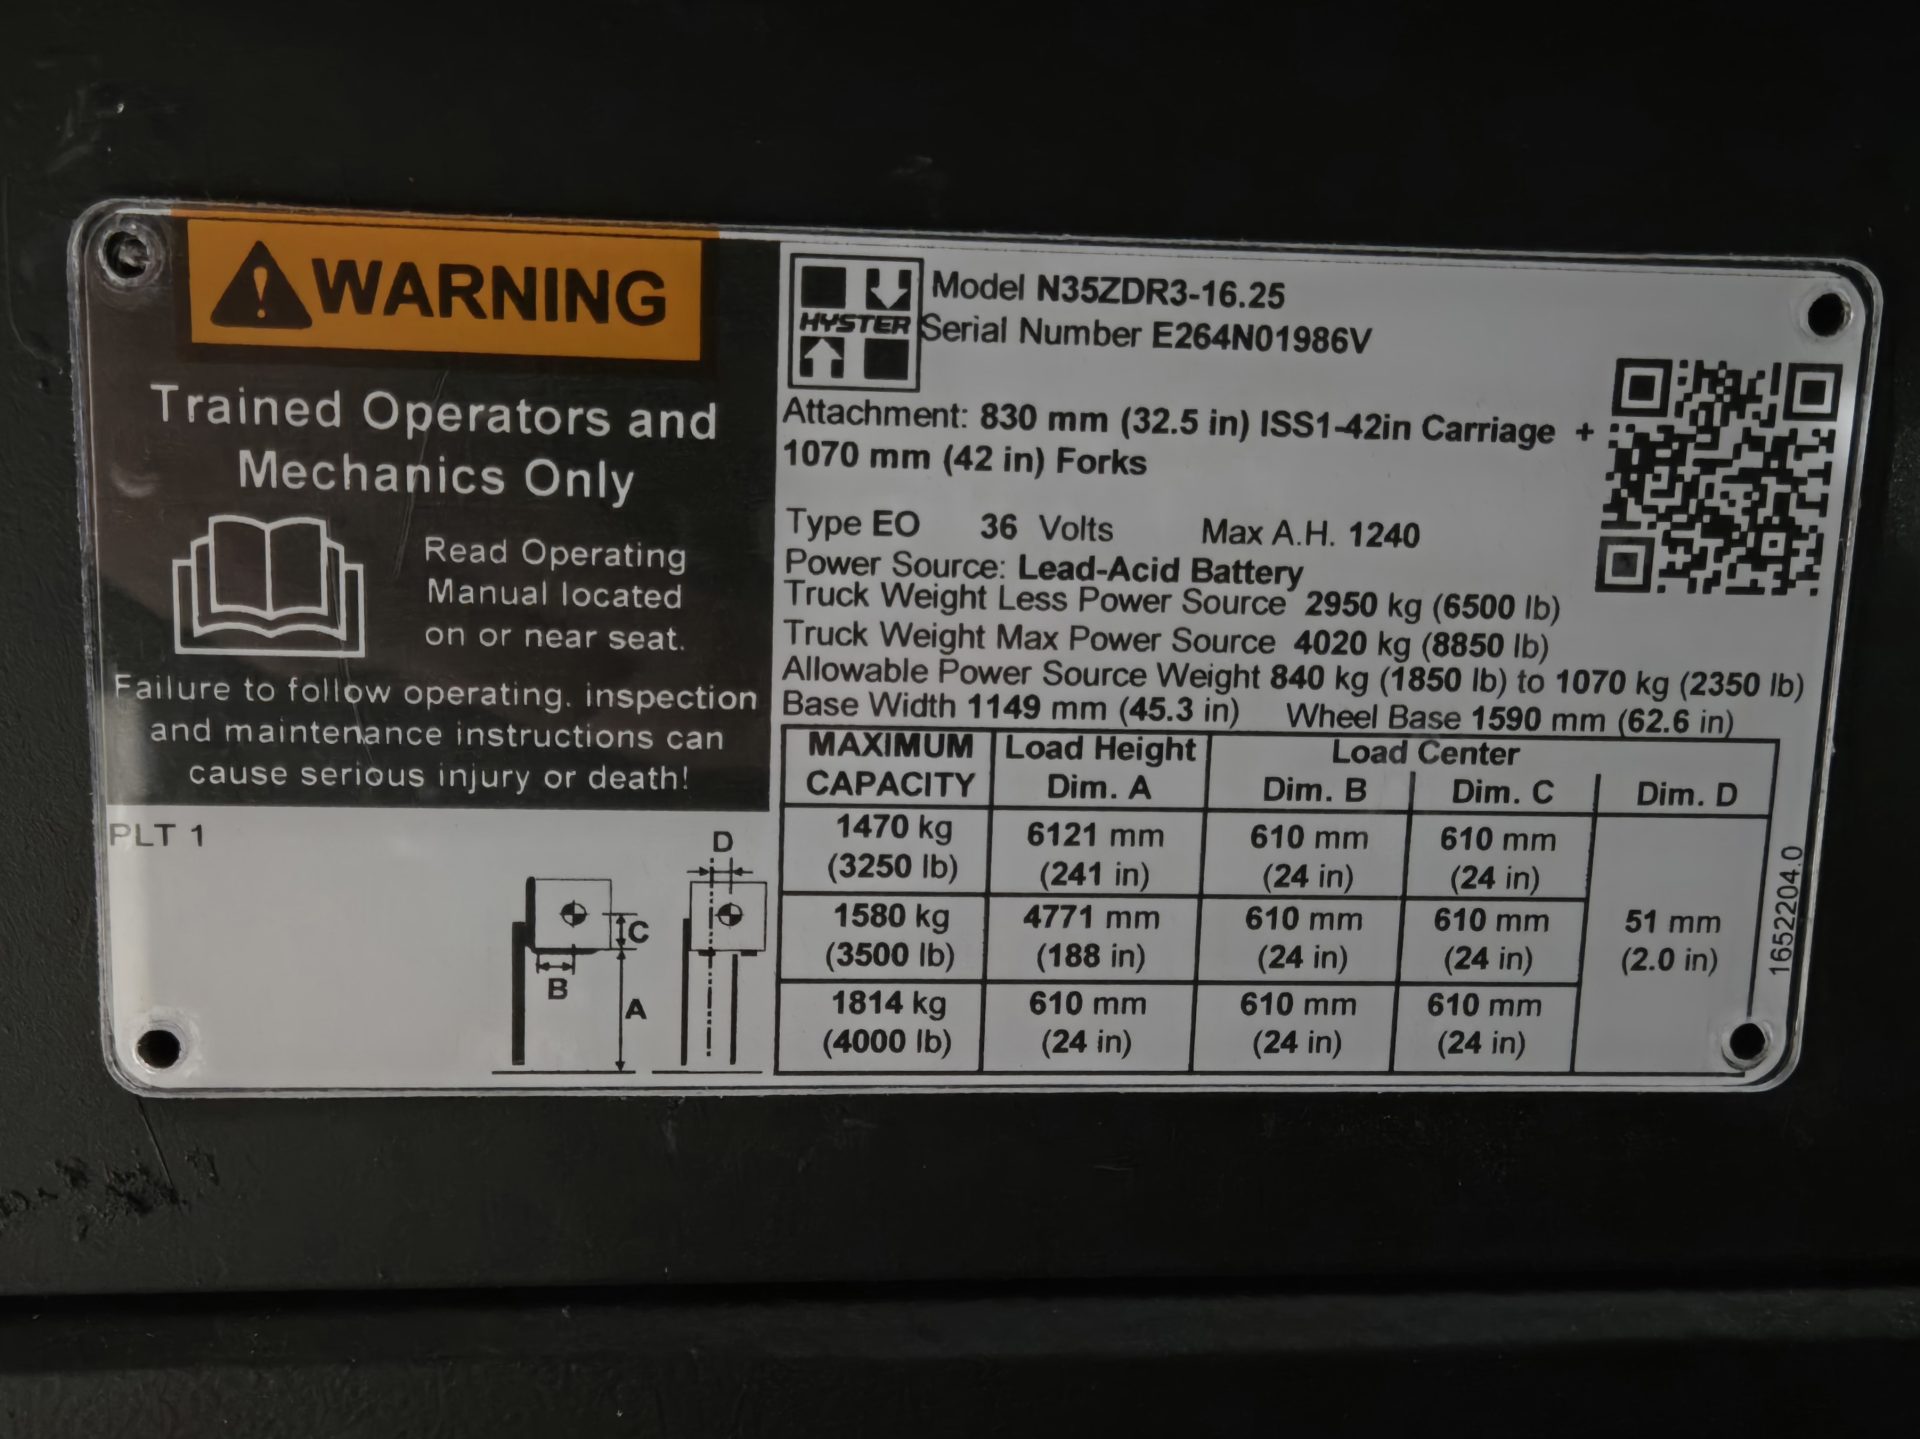 WARNING
Trained Operators and
Mechanics Only
Read Operating
Manual located
on or near seat.
Failure to follow operating. inspection
and maintenance instructions can
cause serious injury or death!
PLT 1
D
C
B
A
HYSTER
Model N35ZDR3-16.25
Serial Number E264N01986V
Attachment: 830 mm (32.5 in) ISS1-42in Carriage +
1070 mm (42 in) Forks
Type EO 36 Volts Max A.H. 1240
Power Source: Lead-Acid Battery
Truck Weight Less Power Source 2950 kg (6500 lb)
Truck Weight Max Power Source 4020 kg (8850 lb)
Allowable Power Source Weight 840 kg (1850 lb) to 1070 kg (2350 lb)
Base Width 1149 mm (45.3 in) Wheel Base 1590 mm (62.6 in)
MAXIMUM Load Height Load Center
CAPACITY Dim. A Dim. B Dim. C Dim. D
1470 kg 6121 mm 610 mm 610 mm
(3250 lb) (241 in) (24 in) (24 in)
1580 kg 4771 mm 610 mm 610 mm 51 mm
(3500 lb) (188 in) (24 in) (24 in) (2.0 in)
1814 kg 610 mm 610 mm 610 mm
(4000 lb) (24 in) (24 in) (24 in)
1652204.0